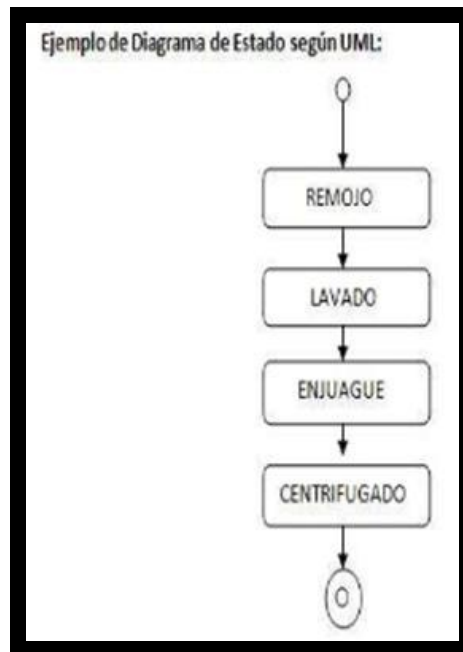 Ejemplo de Diagrama de Estado según UML:
REMOJO
LAVADO
ENJUAGUE
CENTRIFUGADO